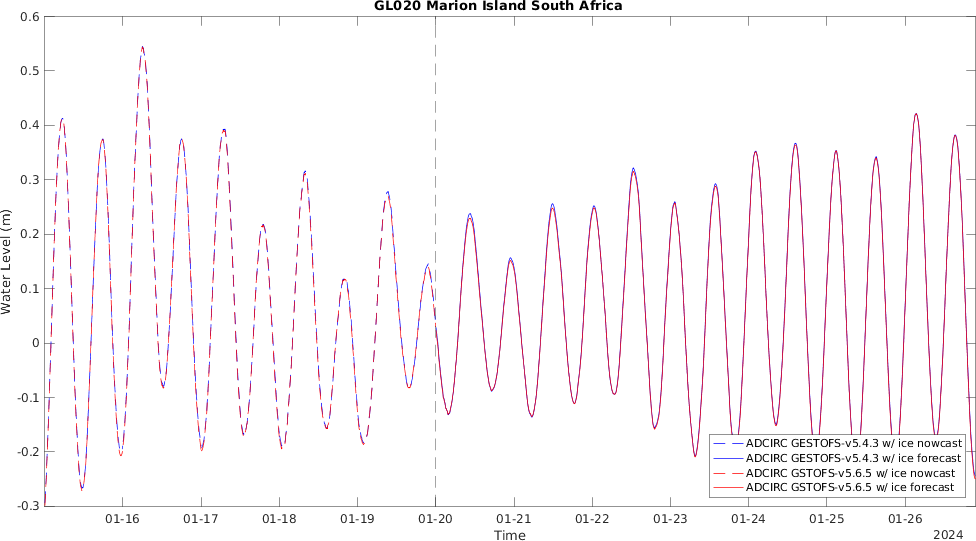 GL020 Marion Island South Africa
0.6
0.5
0.4
0.3
0.2
0.1
0
-0.1
-0.2
-0.3
Water Level (m)
01-16 01-17 01-18 01-19 01-20 01-21 01-22 01-23 01-24 01-25 01-26
Time
2024
ADCIRC GESTOFS-v5.4.3 w/ ice nowcast
ADCIRC GESTOFS-v5.4.3 w/ ice forecast
ADCIRC GSTOFS-v5.6.5 w/ ice nowcast
ADCIRC GSTOFS-v5.6.5 w/ ice forecast